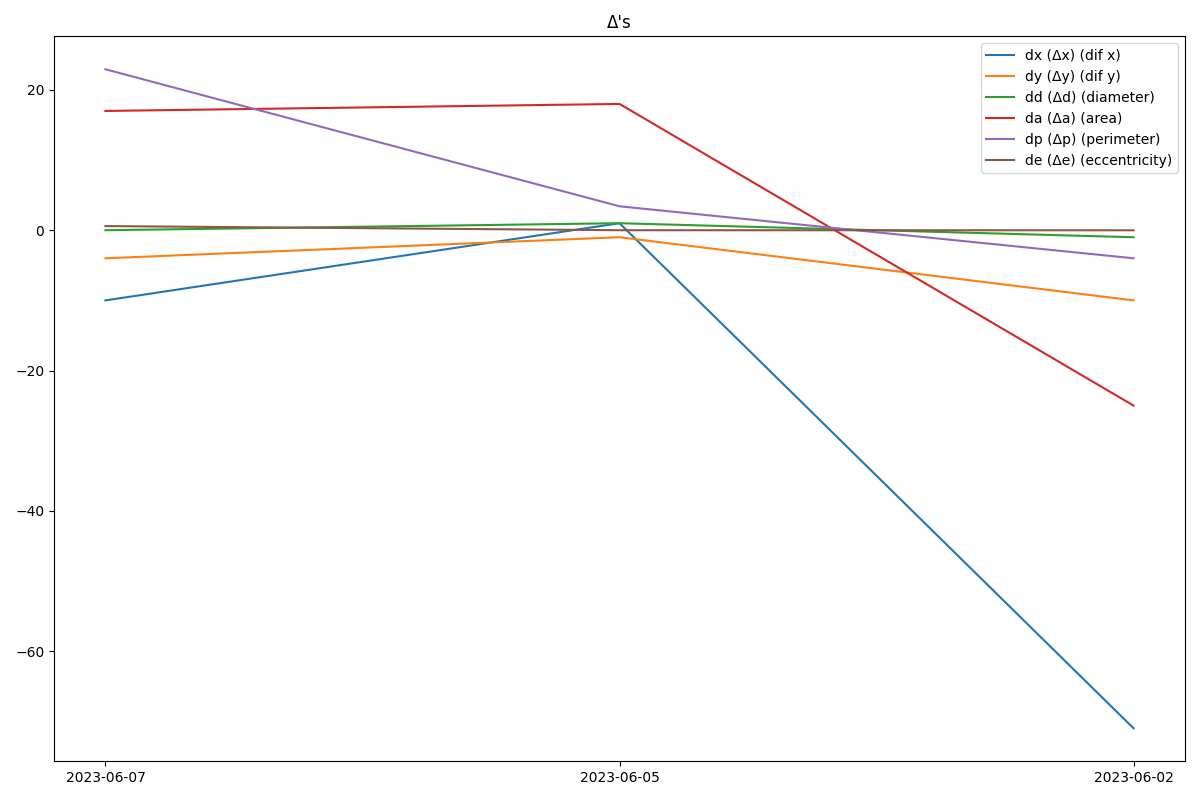 Δ's
dx (Δx) (dif x)
dy (Δy) (dif y)
dd (Δd) (diameter)
da (Δa) (area)
dp (Δp) (perimeter)
de (Δe) (eccentricity)
20
0
−20
−40
−60
2023-06-07 2023-06-05 2023-06-02